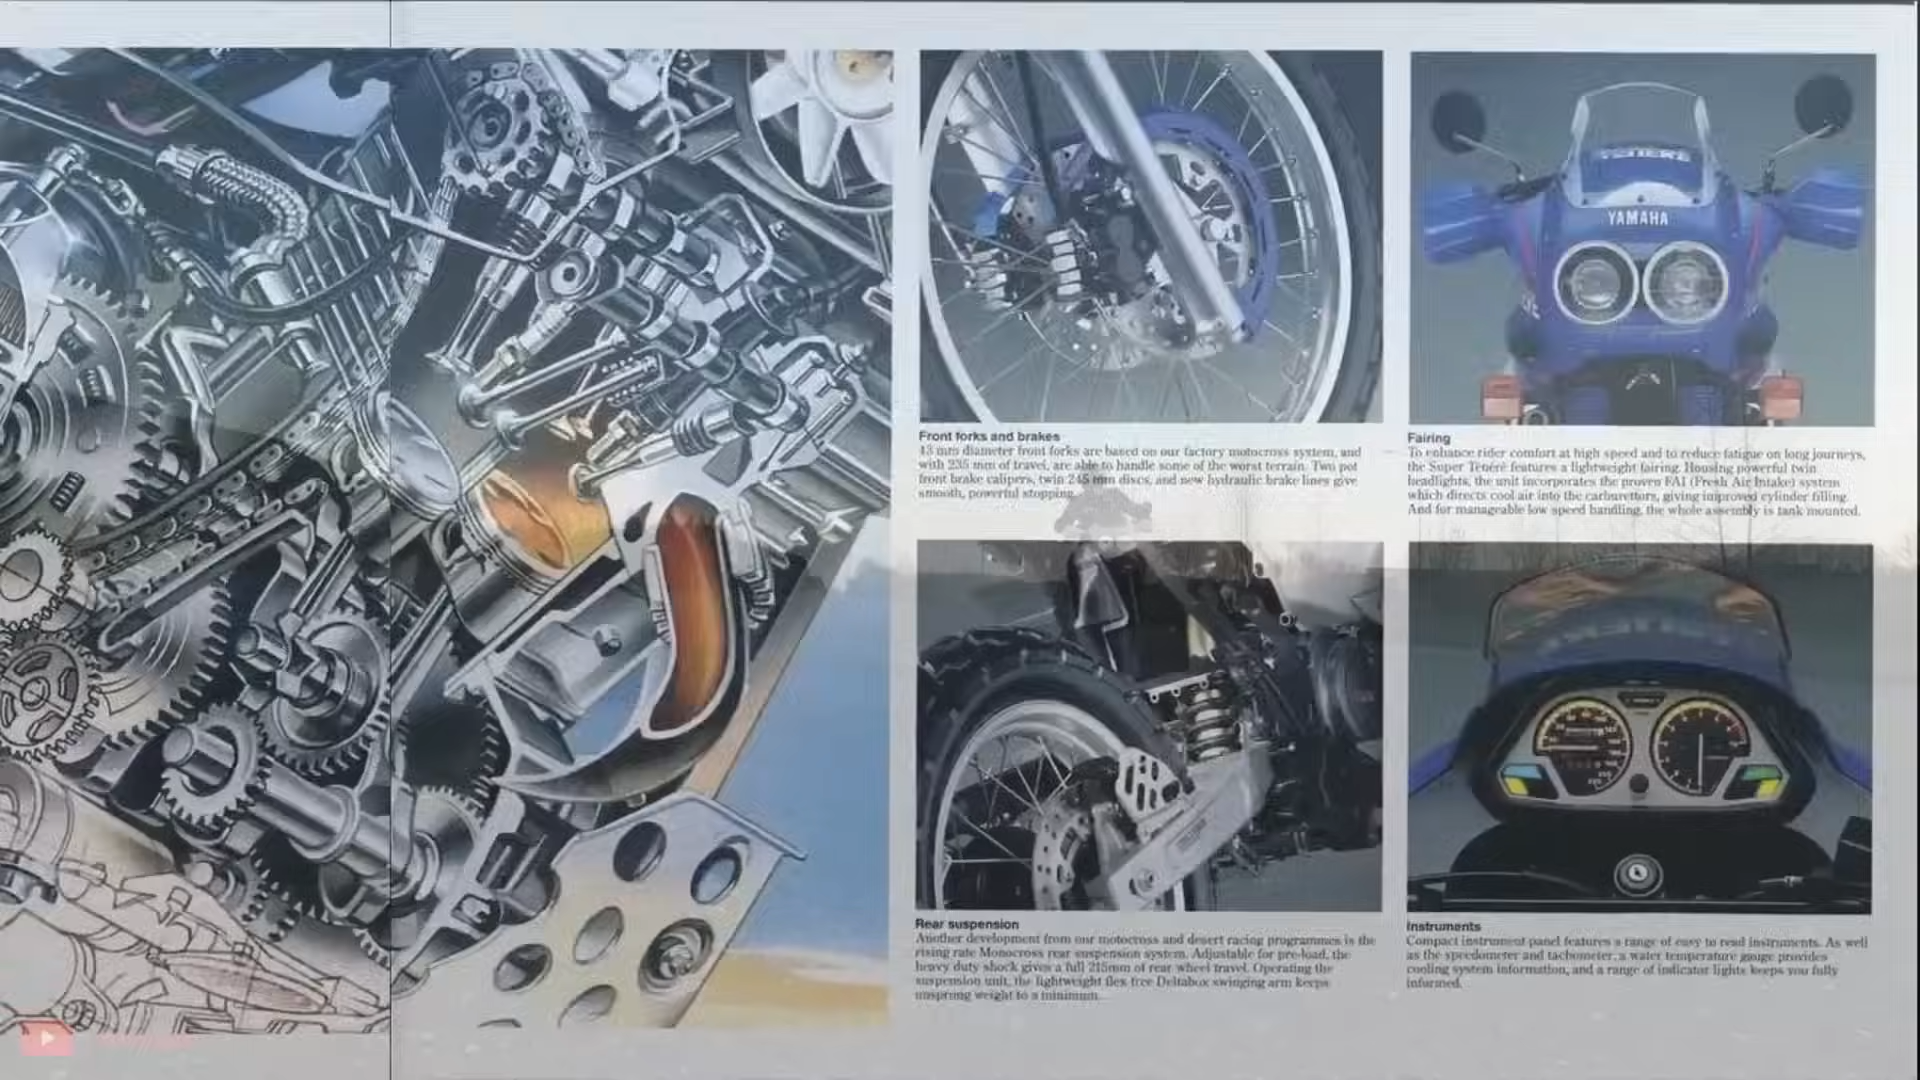 TENERE
YAMAHA
Front forks and brakes
43 mm diameter front forks are based on our factory motocross system, and
with 235 mm of travel, are able to handle some of the worst terrain. Two pot
front brake calipers, twin 245 mm discs, and new hydraulic brake lines give
smooth, powerful stopping.
Fairing
To enhance rider comfort at high speed and to reduce fatigue on long journeys,
the Super Ténéré features a lightweight fairing. Housing powerful twin
headlights, the unit incorporates the proven FAI (Fresh Air Intake) system
which directs cool air into the carburettors, giving improved cylinder filling.
And for manageable low speed handling, the whole assembly is tank mounted.
Rear suspension
Another development from our motocross and desert racing programmes is the
rising rate Monocross rear suspension system. Adjustable for pre-load, the
heavy duty shock gives a full 215mm of rear wheel travel. Operating the
suspension unit, the lightweight flex-free Deltabox swinging arm keeps
unsprung weight to a minimum.
Instruments
Compact instrument panel features a range of easy to read instruments. As well
as the speedometer and tachometer, a water temperature gauge provides
cooling system information, and a range of indicator lights keeps you fully
informed.